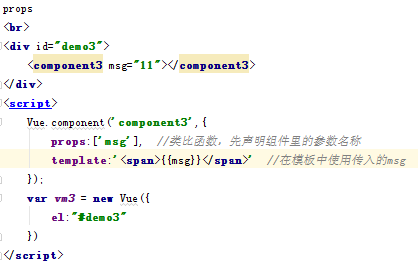 props
<br>
<div id="demo3">
<component3 msg="11"></component3>
</div>
<script>
Vue.component('component3',{
props:['msg'], //类比函数，先声明组件里的参数名称
template:'<span>{{msg}}</span>' //在模板中使用传入的msg
});
var vm3 = new Vue({
el:"#demo3"
})
</script>